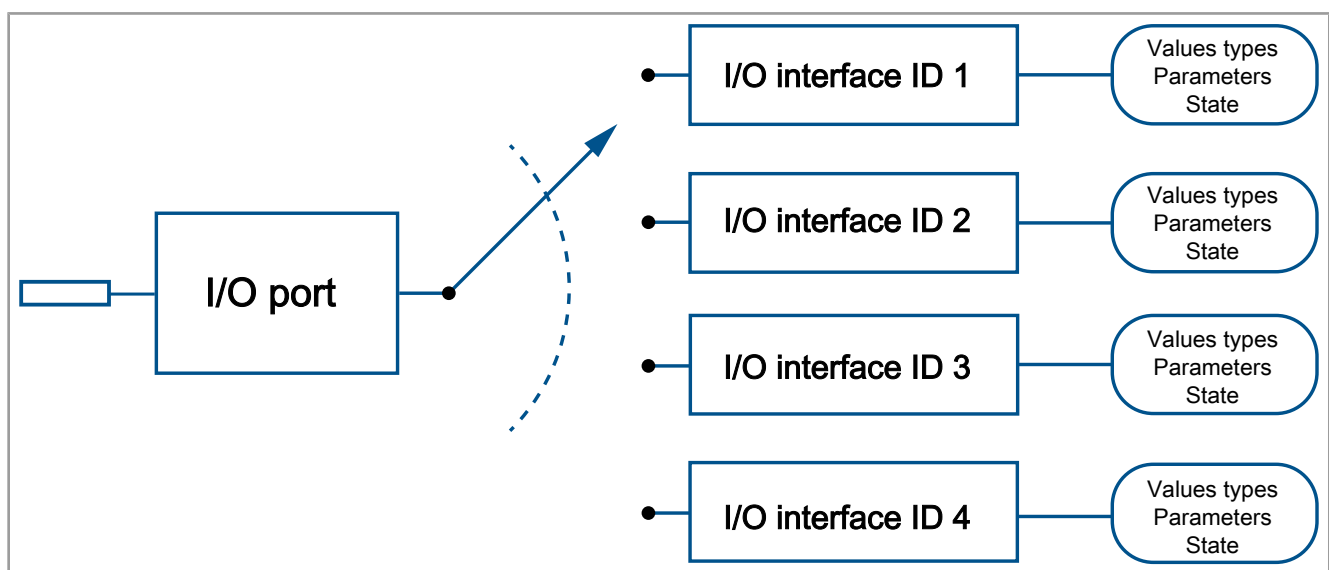 I/O port
I/O interface ID 1
Values types
Parameters
State
I/O interface ID 2
Values types
Parameters
State
I/O interface ID 3
Values types
Parameters
State
I/O interface ID 4
Values types
Parameters
State